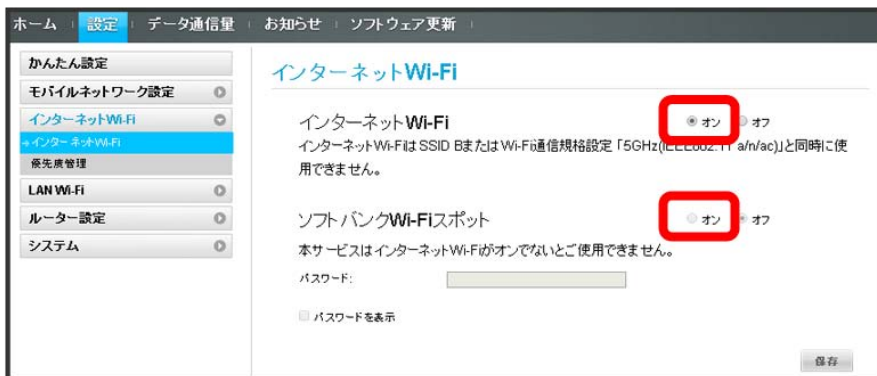 ホーム 設定 データ通信量 お知らせ ソフトウェア更新
かんたん設定
モバイルネットワーク設定
インターネットWi-Fi
インターネットWi-Fi
優先度管理
LAN Wi-Fi
ルーター設定
システム
インターネットWi-Fi
インターネットWi-Fi オン オフ
インターネットWi-FiはSSID BまたはWi-Fi通信規格設定「5GHz(IEEE802.11 a/n/ac)」と同時に使
用できません。
ソフトバンクWi-Fiスポット オン オフ
本サービスはインターネットWi-Fiがオンでないとご使用できません。
パスワード:
パスワードを表示
保存